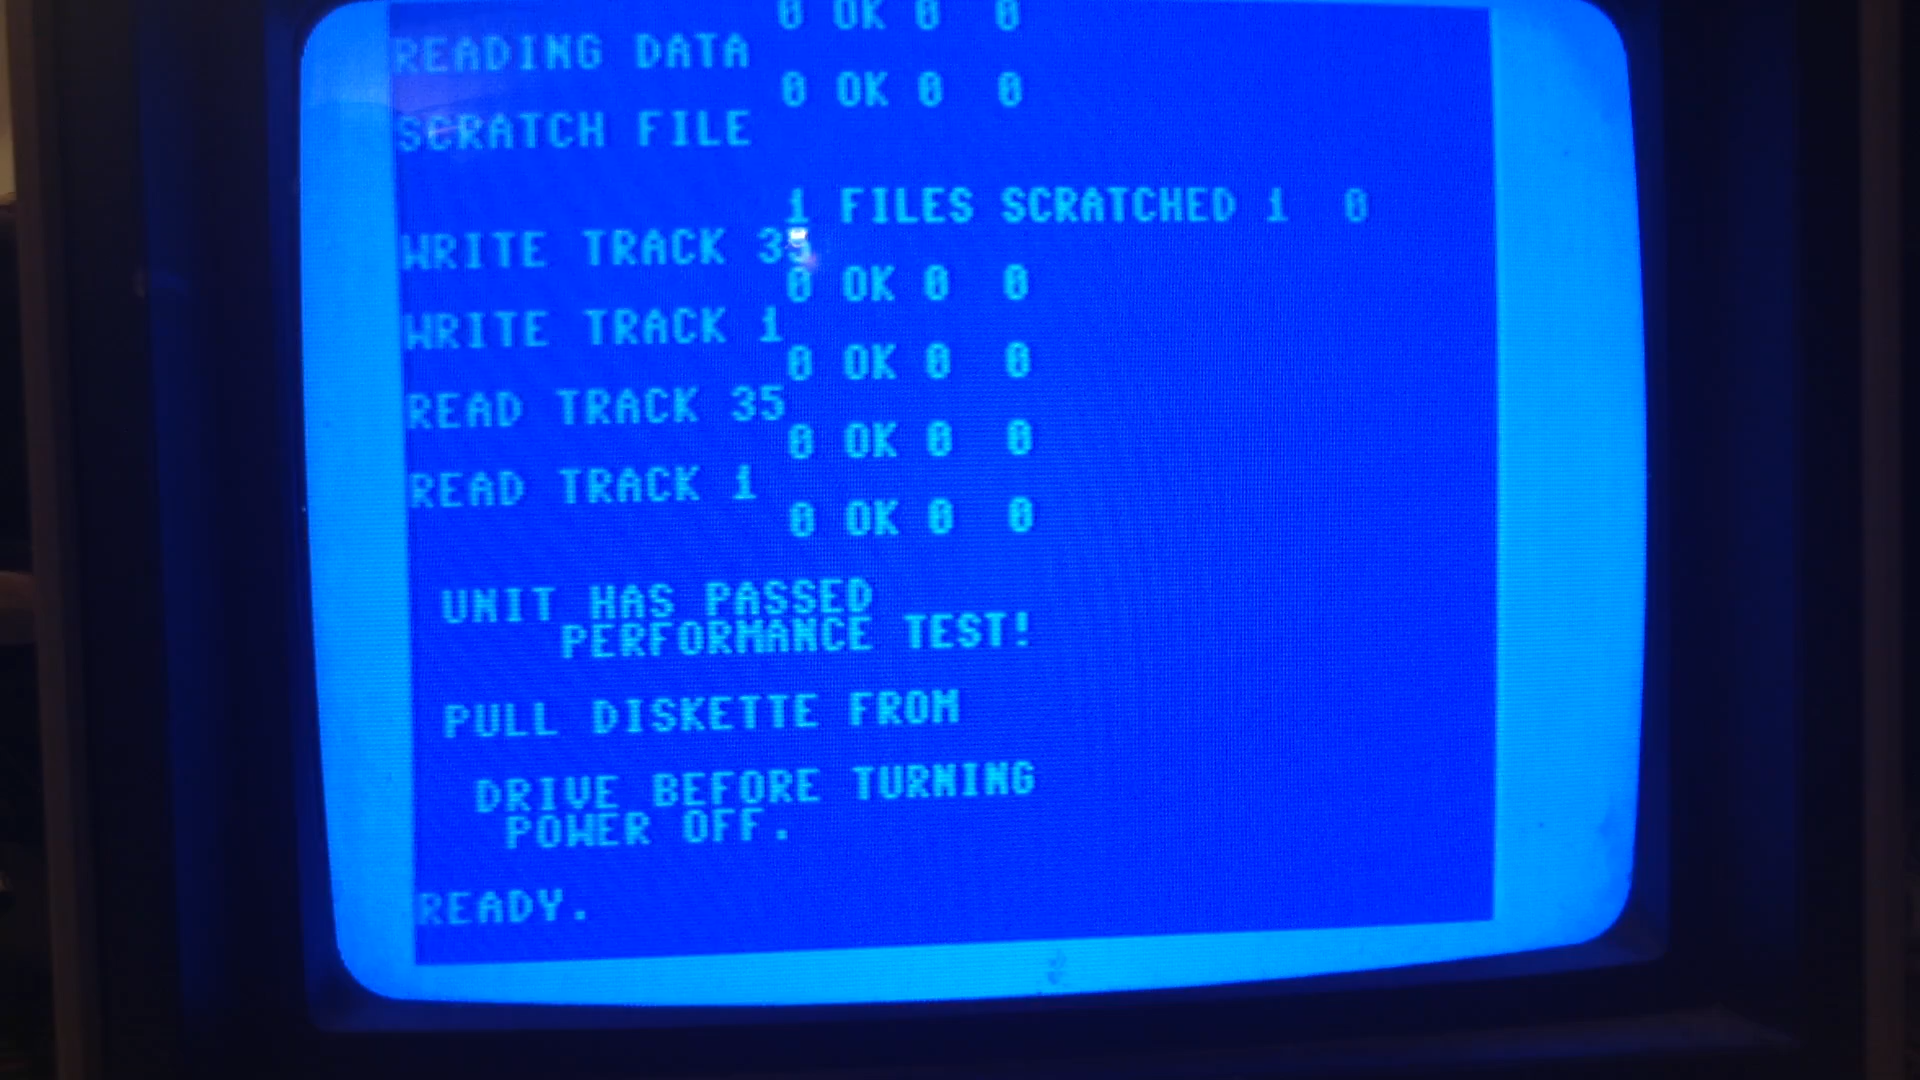 0 OK 0  0
READING DATA
0 OK 0  0
SCRATCH FILE
1 FILES SCRATCHED 1  0
WRITE TRACK 35
0 OK 0  0
WRITE TRACK 1
0 OK 0  0
READ TRACK 35
0 OK 0  0
READ TRACK 1
0 OK 0  0
UNIT HAS PASSED
PERFORMANCE TEST!
PULL DISKETTE FROM
DRIVE BEFORE TURNING
POWER OFF.
READY.